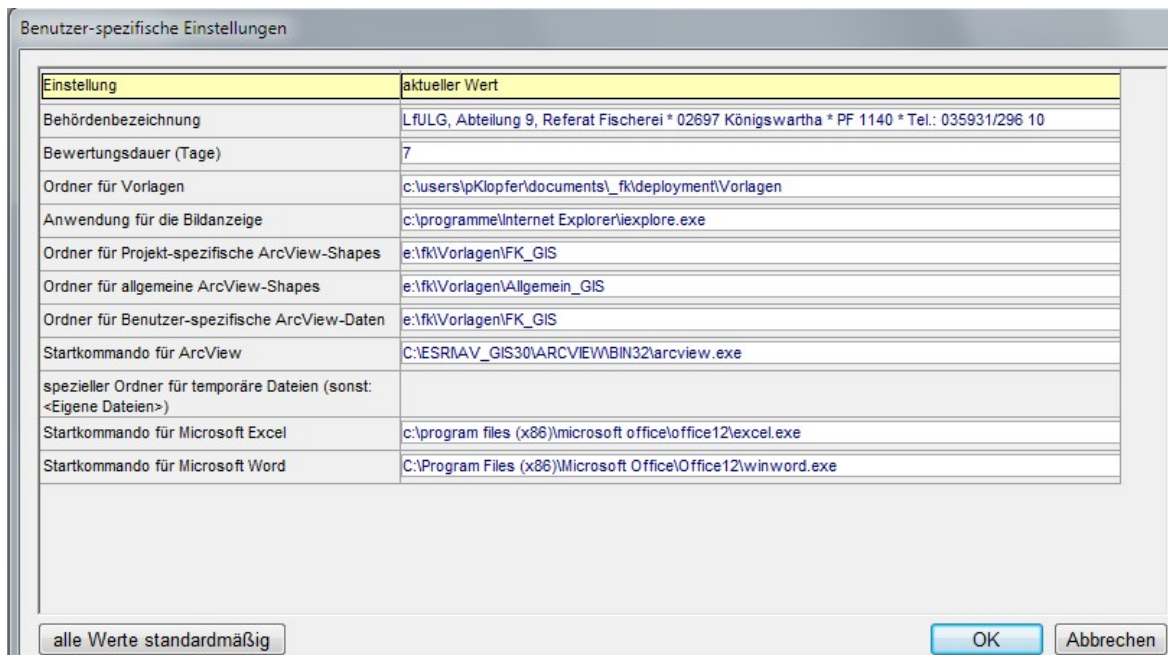 Benutzer-spezifische Einstellungen
Einstellung aktueller Wert
Behördenbezeichnung LfULG, Abteilung 9, Referat Fischerei * 02697 Königswartha * PF 1140 * Tel.: 035931/296 10
Bewertungsdauer (Tage) 7
Ordner für Vorlagen c:\users\pKlopfer\documents\_fk\deployment\Vorlagen
Anwendung für die Bildanzeige c:\programme\Internet Explorer\iexplore.exe
Ordner für Projekt-spezifische ArcView-Shapes e:\fk\Vorlagen\FK_GIS
Ordner für allgemeine ArcView-Shapes e:\fk\Vorlagen\Allgemein_GIS
Ordner für Benutzer-spezifische ArcView-Daten e:\fk\Vorlagen\FK_GIS
Startkommando für ArcView C:\ESRI\AV_GIS30\ARCVIEW\BIN32\arcview.exe
spezieller Ordner für temporäre Dateien (sonst:
<Eigene Dateien>)
Startkommando für Microsoft Excel c:\program files (x86)\microsoft office\office12\excel.exe
Startkommando für Microsoft Word C:\Program Files (x86)\Microsoft Office\Office12\winword.exe
alle Werte standardmäßig OK Abbrechen